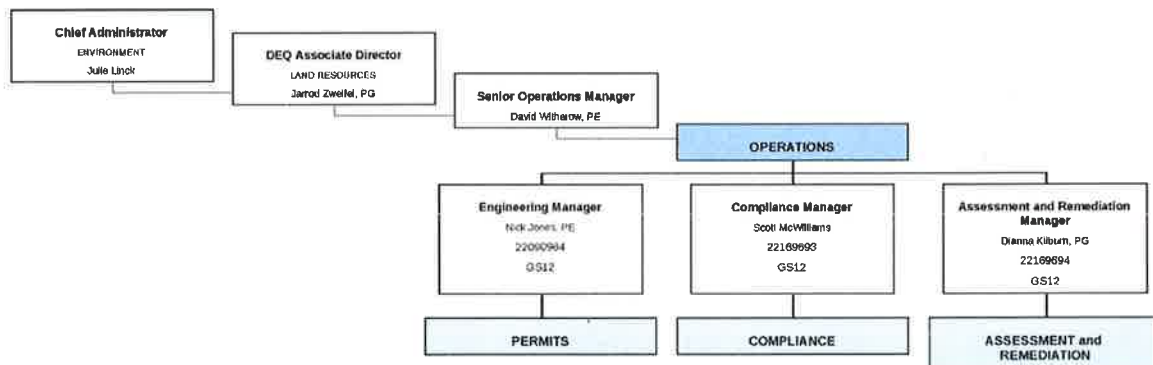 Chief Administrator
ENVIRONMENT
Julie Linck
DEQ Associate Director
LAND RESOURCES
Jarrod Zweifel, PG
Senior Operations Manager
David Witherow, PE
OPERATIONS
Engineering Manager
Nick Jones, PE
22090984
GS12
Compliance Manager
Scott McWilliams
22169693
GS12
Assessment and Remediation
Manager
Dianna Kilburn, PG
22169694
GS12
PERMITS
COMPLIANCE
ASSESSMENT and
REMEDIATION